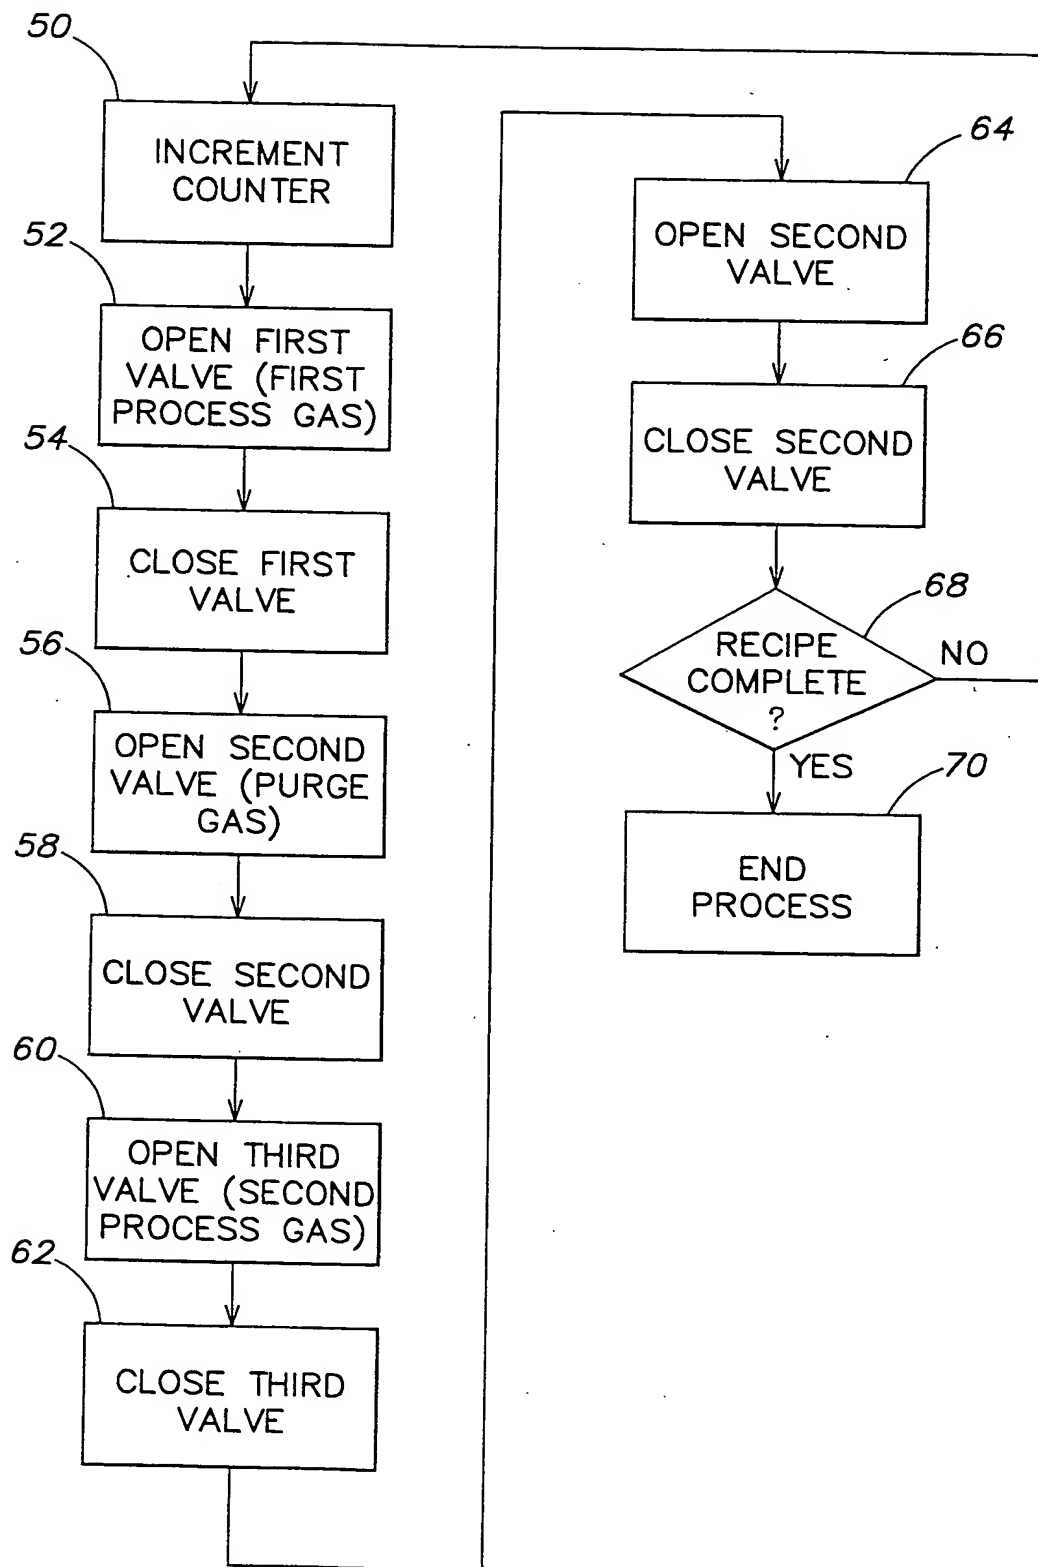 50
INCREMENT
COUNTER
52
OPEN FIRST
VALVE (FIRST
PROCESS GAS)
54
CLOSE FIRST
VALVE
56
OPEN SECOND
VALVE (PURGE
GAS)
58
CLOSE SECOND
VALVE
60
OPEN THIRD
VALVE (SECOND
PROCESS GAS)
62
CLOSE THIRD
VALVE
64
OPEN SECOND
VALVE
66
CLOSE SECOND
VALVE
68
RECIPE
COMPLETE
?
NO
YES
70
END
PROCESS